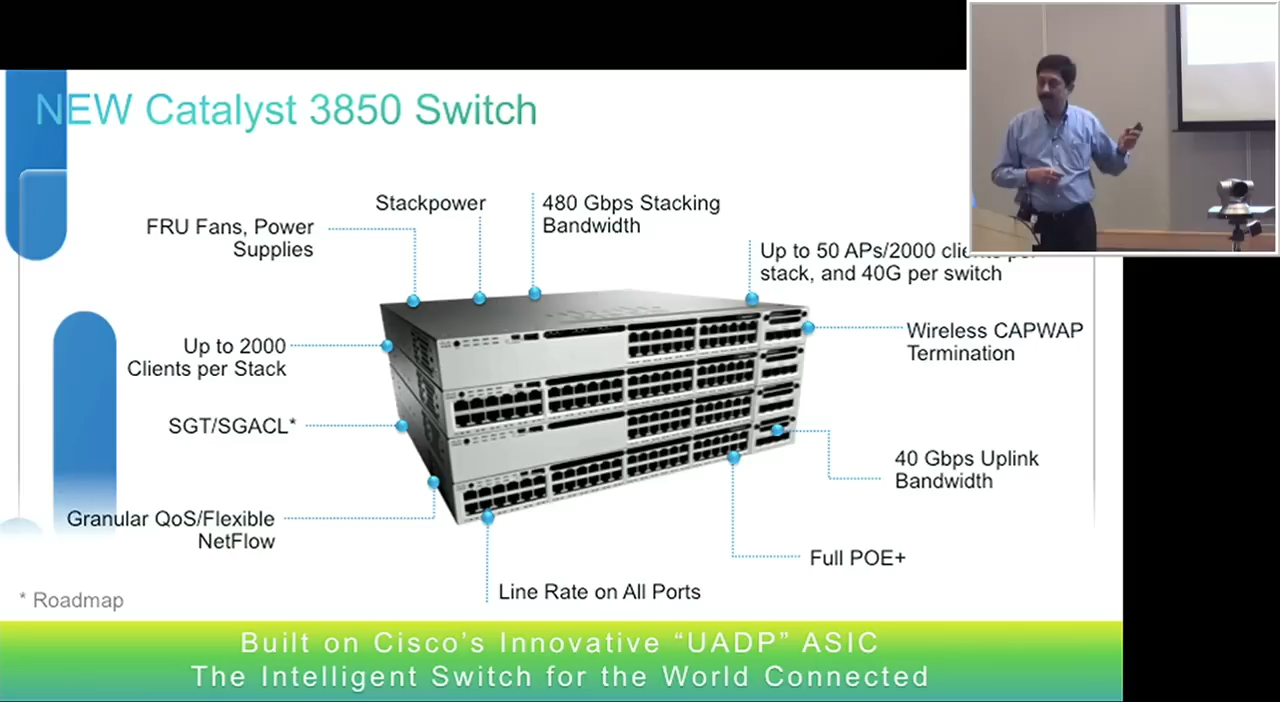 NEW Catalyst 3850 Switch
Stackpower
480 Gbps Stacking
Bandwidth
FRU Fans, Power
Supplies
Up to 50 APs/2000
stack, and 40G per switch
Wireless CAPWAP
Termination
Up to 2000
Clients per Stack
SGT/SGACL*
40 Gbps Uplink
Bandwidth
Granular QoS/Flexible
NetFlow
Full POE+
Line Rate on All Ports
* Roadmap
Built on Cisco's Innovative “UADP” ASIC
The Intelligent Switch for the World Connected